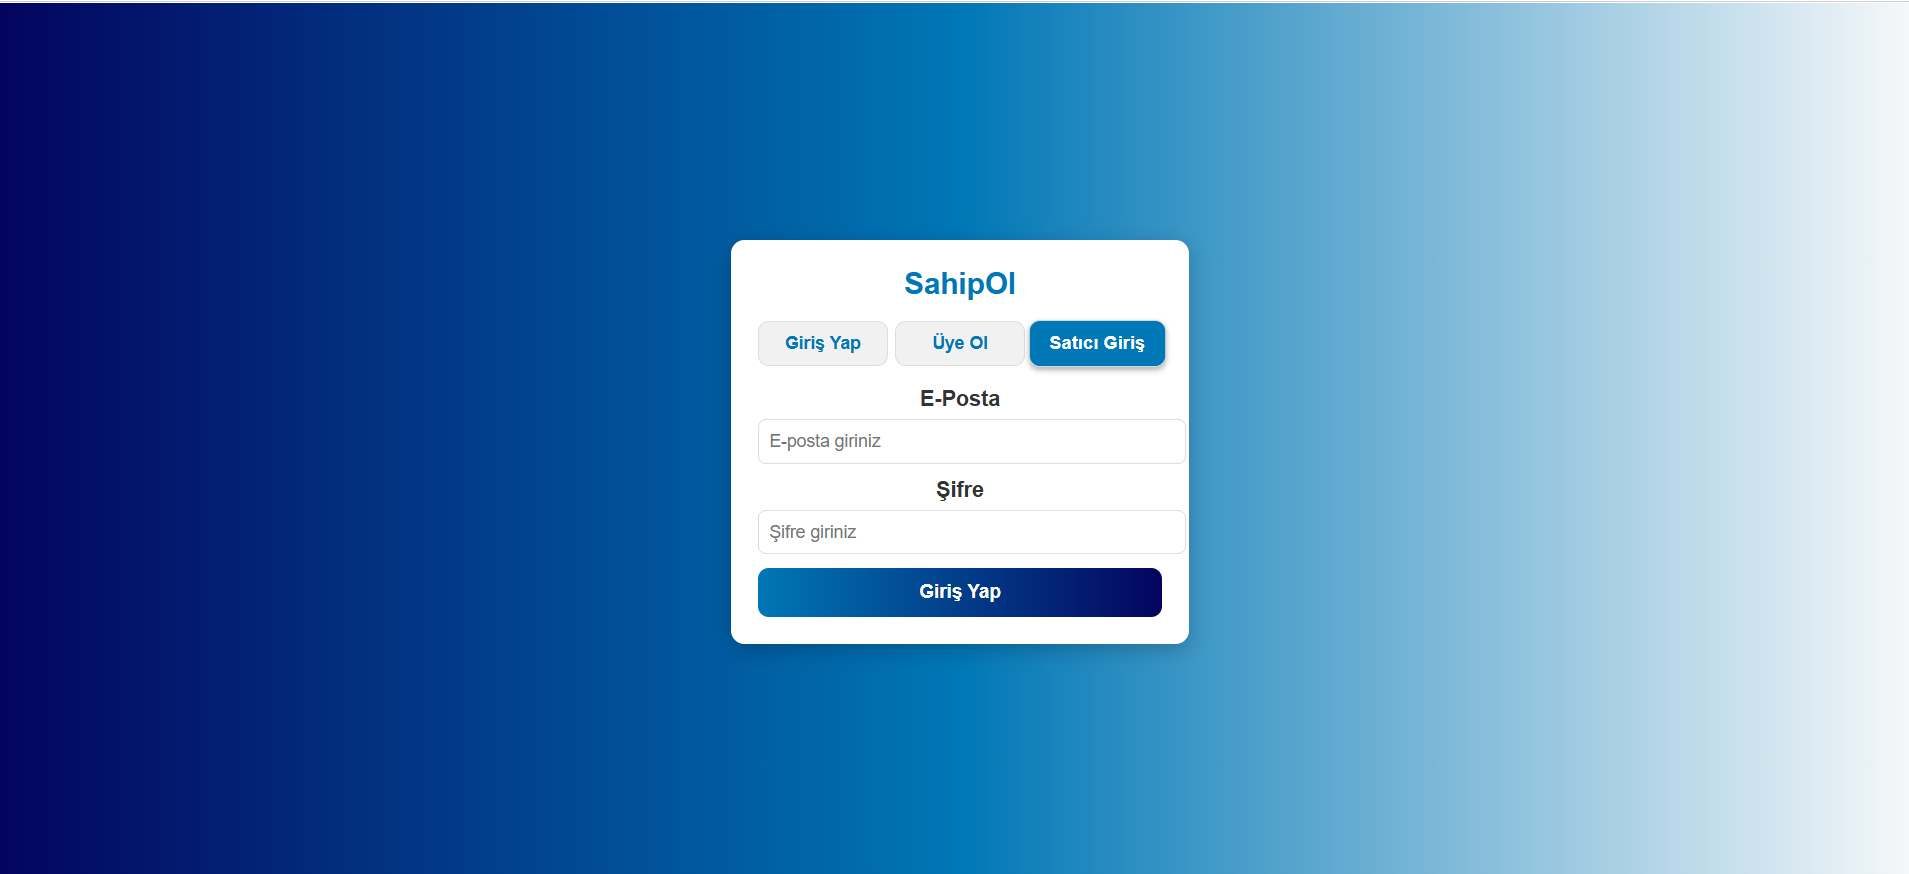 SahipOl
Giriş Yap Üye Ol Satıcı Giriş
E-Posta
E-posta giriniz
Şifre
Şifre giriniz
Giriş Yap